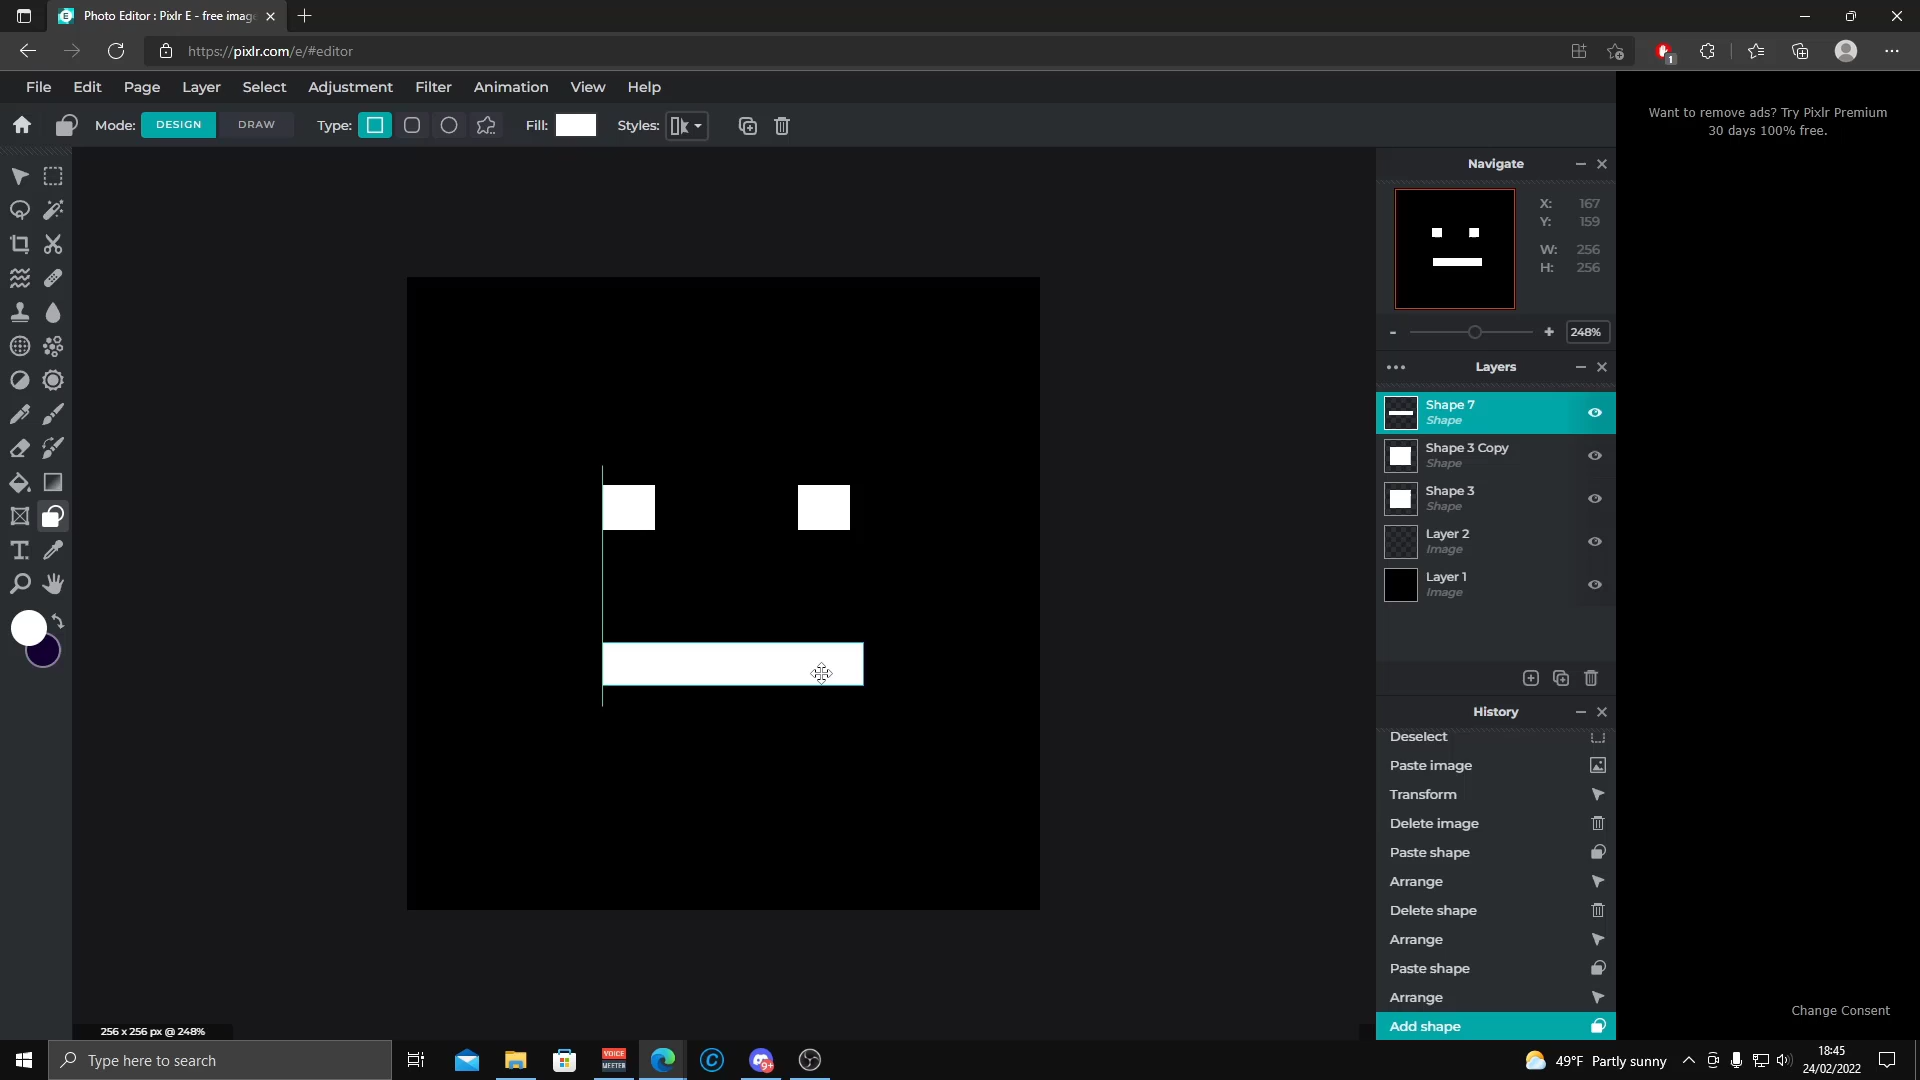 Photo Editor : Pixlr E - free image
https://pixlr.com/e/#editor
1
File Edit Page Layer Select Adjustment Filter Animation View Help
Mode: DESIGN DRAW Type: Fill: Styles:
Want to remove ads? Try Pixlr Premium
30 days 100% free.
Navigate
X: 167
Y: 159
W: 256
H: 256
- + 248%
Layers
Shape 7
Shape
Shape 3 Copy
Shape
Shape 3
Shape
Layer 2
Image
Layer 1
Image
History
Deselect
Paste image
Transform
Delete image
Paste shape
Arrange
Delete shape
Arrange
Paste shape
Arrange
Add shape
Change Consent
256 x 256 px @ 248%
Type here to search
VOICE
MEETER
9+
49°F Partly sunny
18:45
24/02/2022